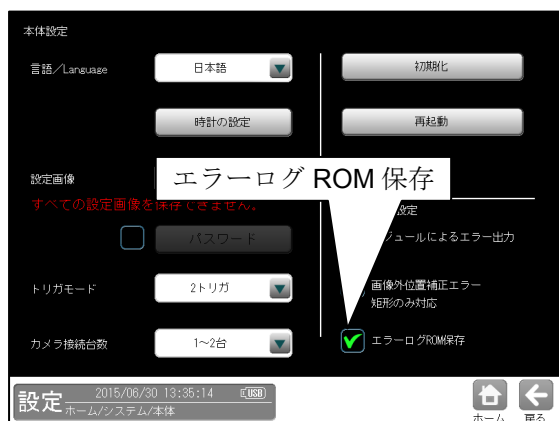 本体設定
言語／Language
日本語
初期化
時計の設定
再起動
エラーログ ROM 保存
設定画像
すべての設定画像を保存できません。
設定
パスワード
ジュールによるエラー出力
トリガモード
2トリガ
画像外位置補正エラー
矩形のみ対応
カメラ接続台数
1～2台
エラーログROM保存
設定
2015/06/30 13:35:14
USB
ホーム/システム/本体
ホーム
戻る